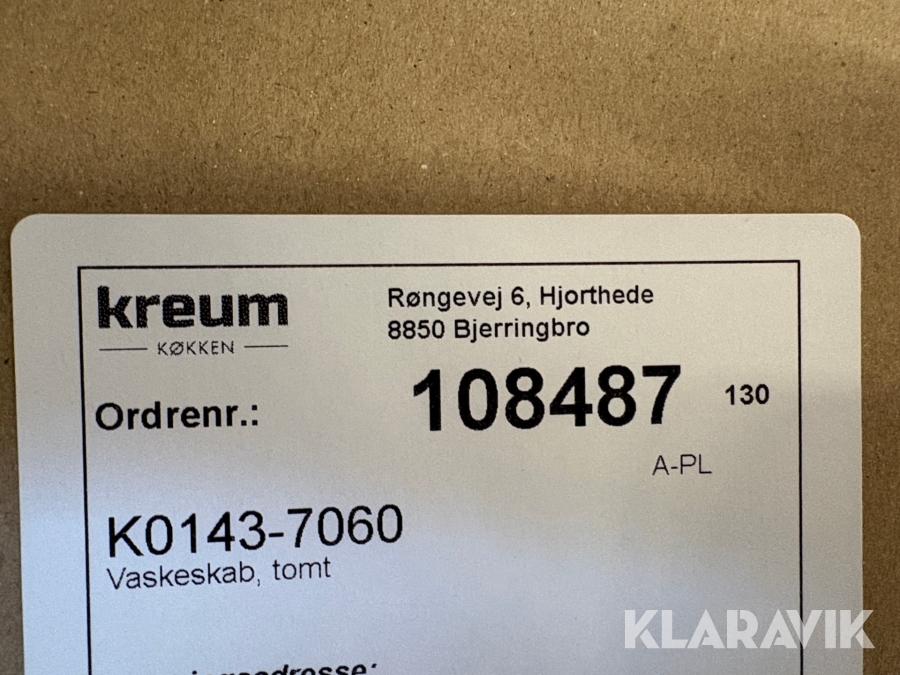 kreum
KØKKEN
Røngevej 6, Hjorthede
8850 Bjerringbro
Ordrenr.: 108487 130
A-PL
K0143-7060
Vaskeskab, tomt
KLARAVIK